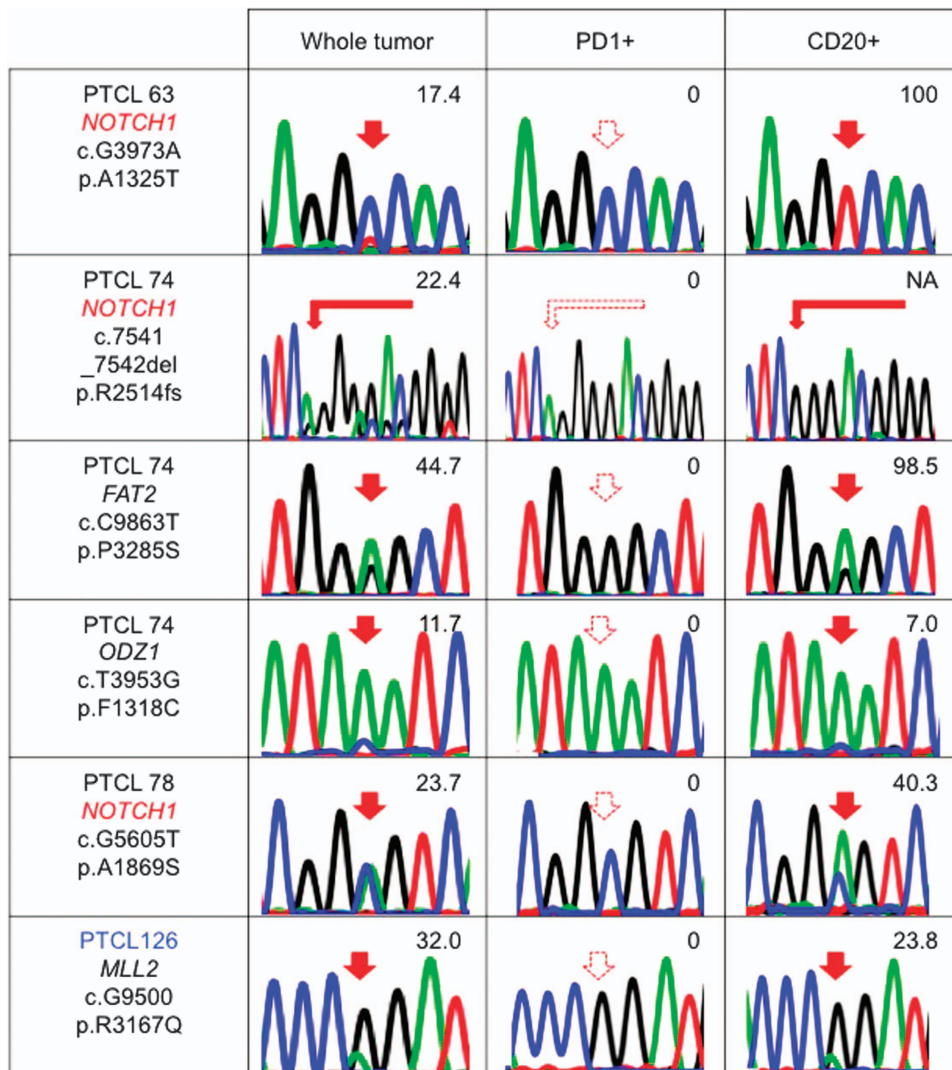 Whole tumor PD1+ CD20+
PTCL 63 17.4 0 100
NOTCH1
c.G3973A
p.A1325T
PTCL 74 22.4 0 NA
NOTCH1
c.7541
_7542del
p.R2514fs
PTCL 74 44.7 0 98.5
FAT2
c.C9863T
p.P3285S
PTCL 74 11.7 0 7.0
ODZ1
c.T3953G
p.F1318C
PTCL 78 23.7 0 40.3
NOTCH1
c.G5605T
p.A1869S
PTCL126 32.0 0 23.8
MLL2
c.G9500
p.R3167Q